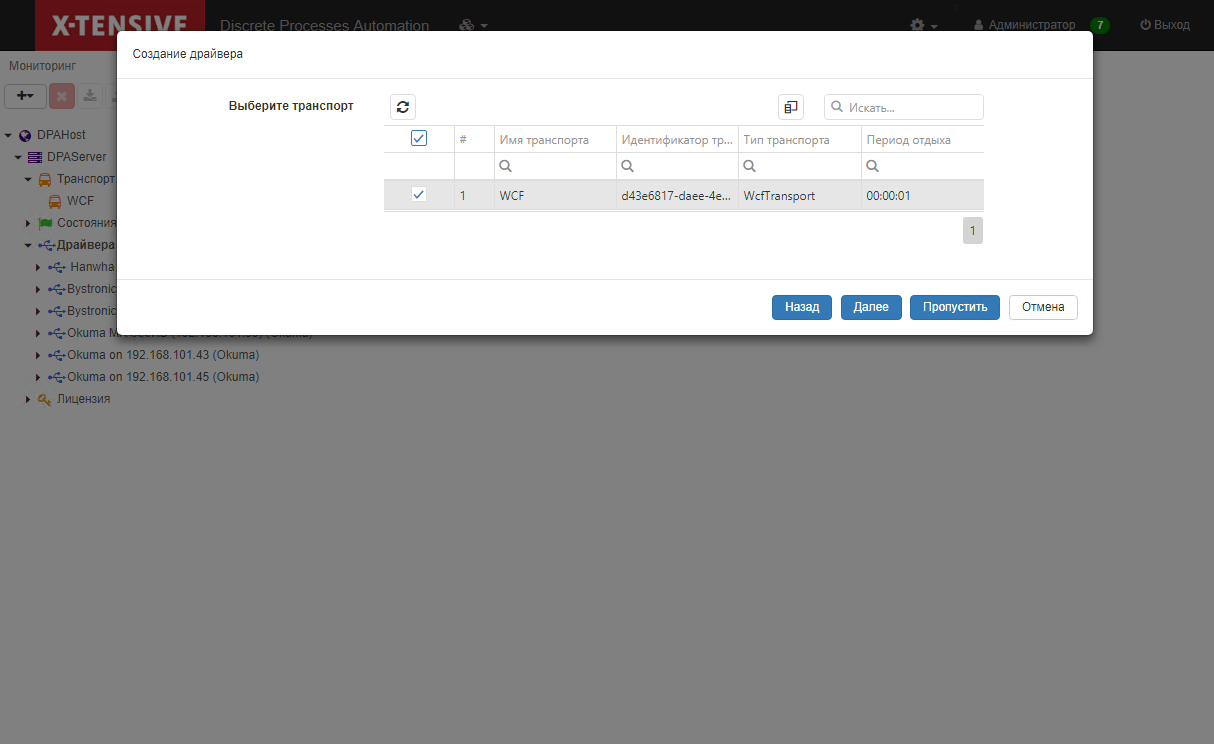 X-TENSIVE
Discrete Processes Automation
Администратор
7
Выход
Мониторинг
Создание драйвера
Выберите транспорт
Искать...
#
Имя транспорта
Идентификатор тр...
Тип транспорта
Период отдыха
1
WCF
d43e6817-daee-4e...
WcfTransport
00:00:01
1
Назад
Далее
Пропустить
Отмена
DPAHost
DPAServer
Транспорт
WCF
Состояния
Драйвера
Hanwha
Bystronic
Bystronic
Okuma
Okuma on 192.168.101.43 (Okuma)
Okuma on 192.168.101.45 (Okuma)
Лицензия